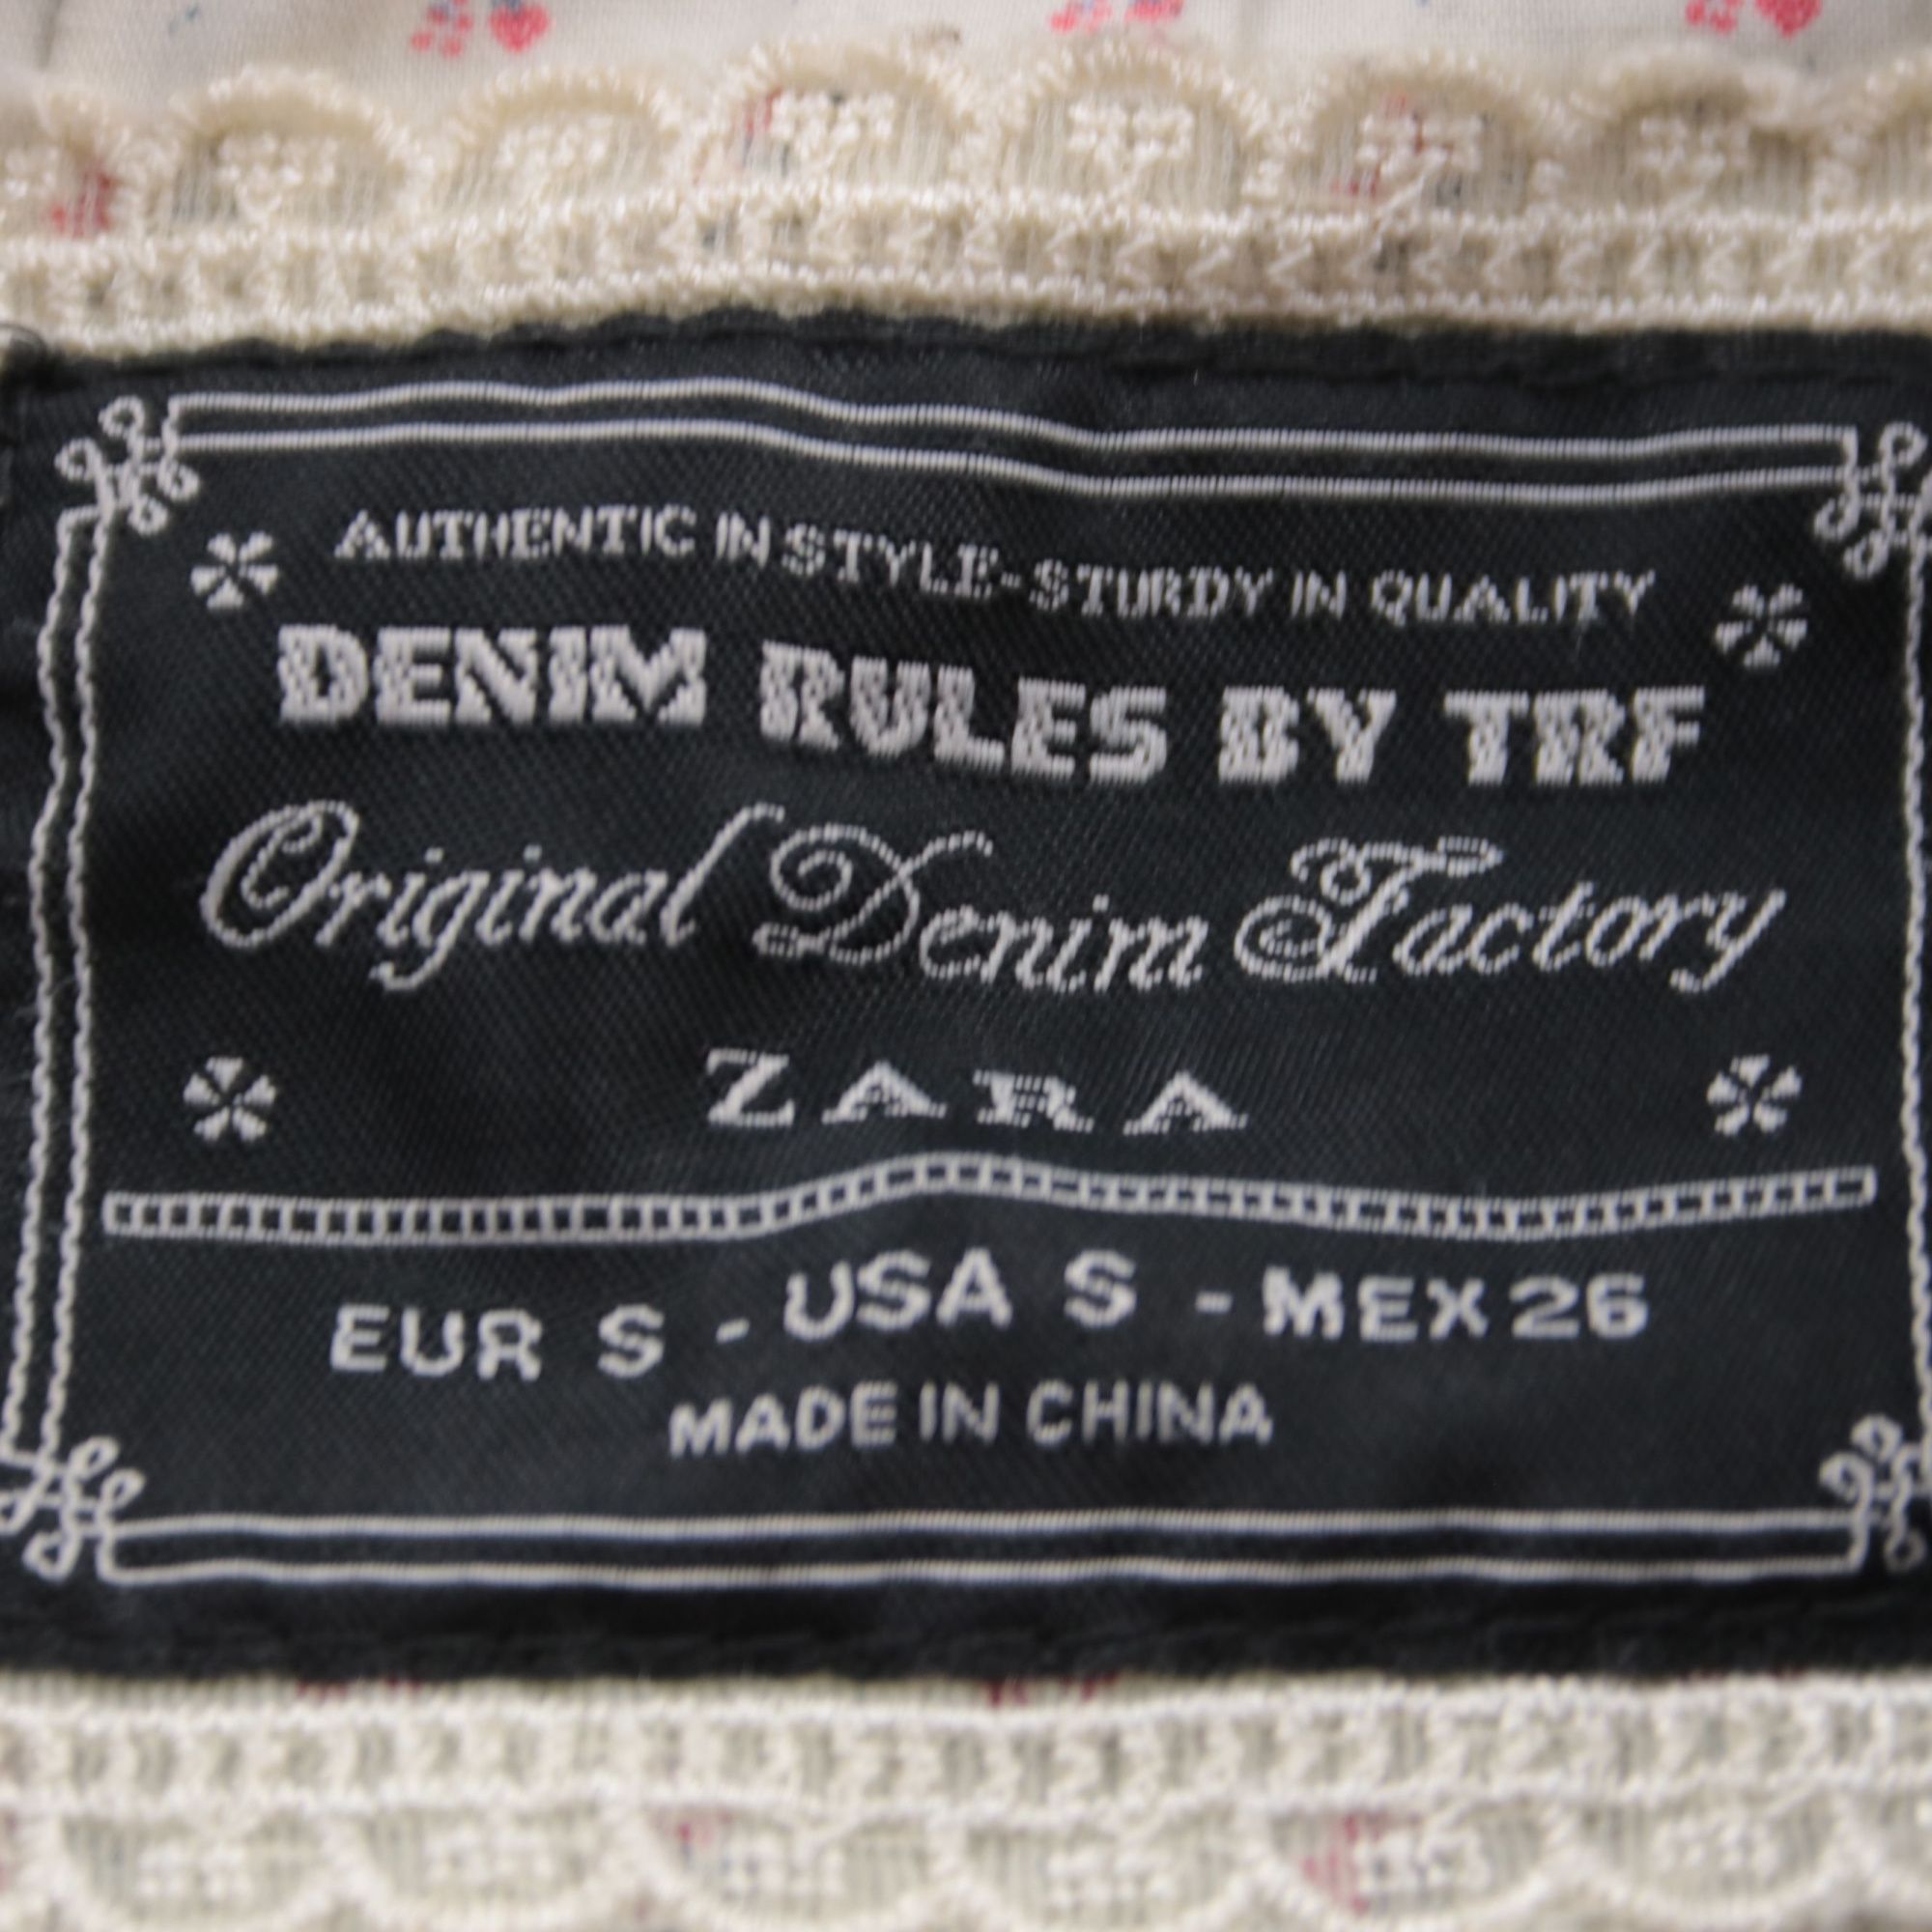 AUTHENTIC IN STYLE-STURDY IN QUALITY
DENIM RULES BY TRF
Original Denim Factory
ZARA
EUR S - USA S - MEX 26
MADE IN CHINA